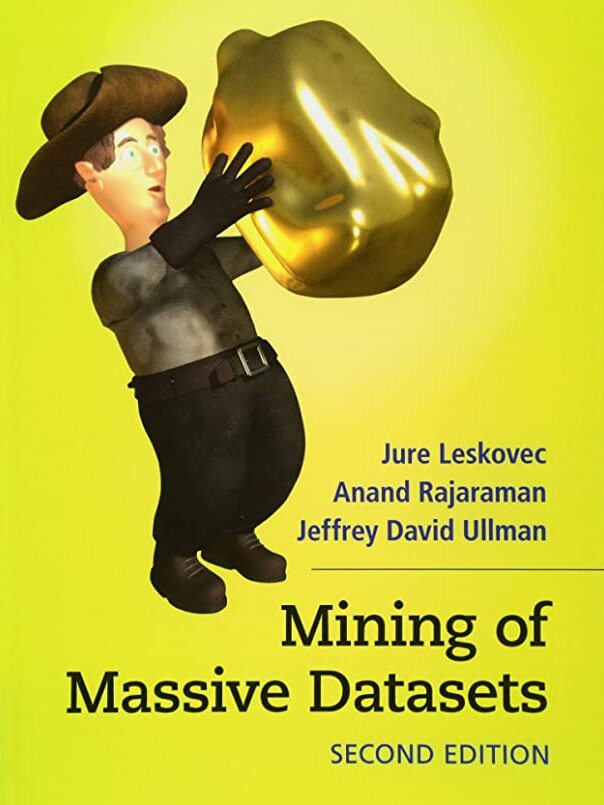 Jure Leskovec
Anand Rajaraman
Jeffrey David Ullman
Mining of
Massive Datasets
SECOND EDITION